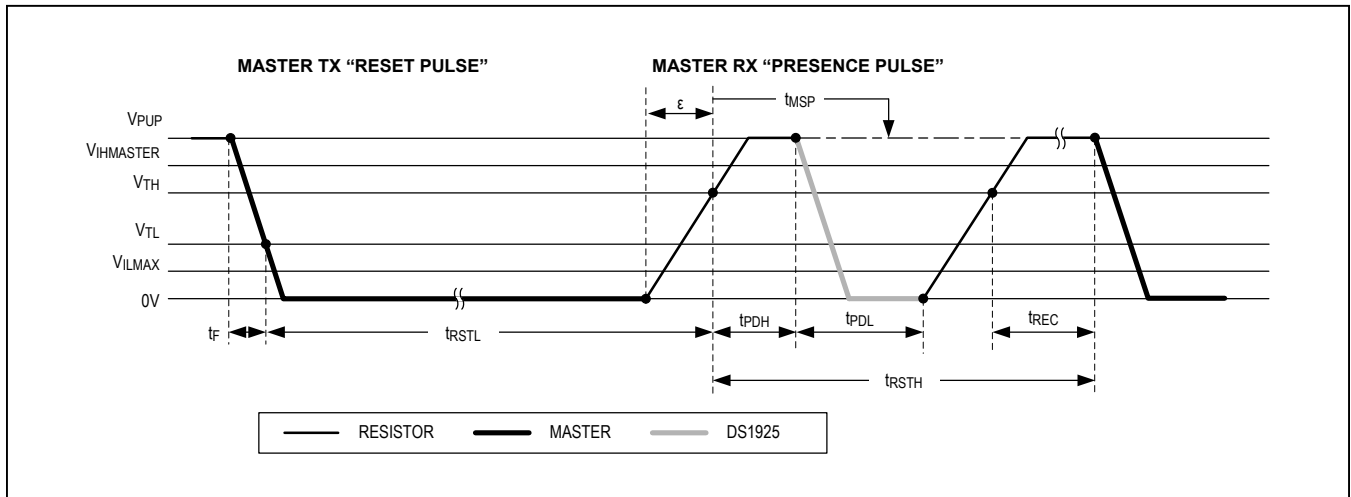 MASTER TX “RESET PULSE” MASTER RX “PRESENCE PULSE”
ε tMSP
VPUP
VIHMASTER
VTH
VTL
VILMAX
0V
tF tRSTL tPDH tPDL tREC
tRSTH
RESISTOR MASTER DS1925